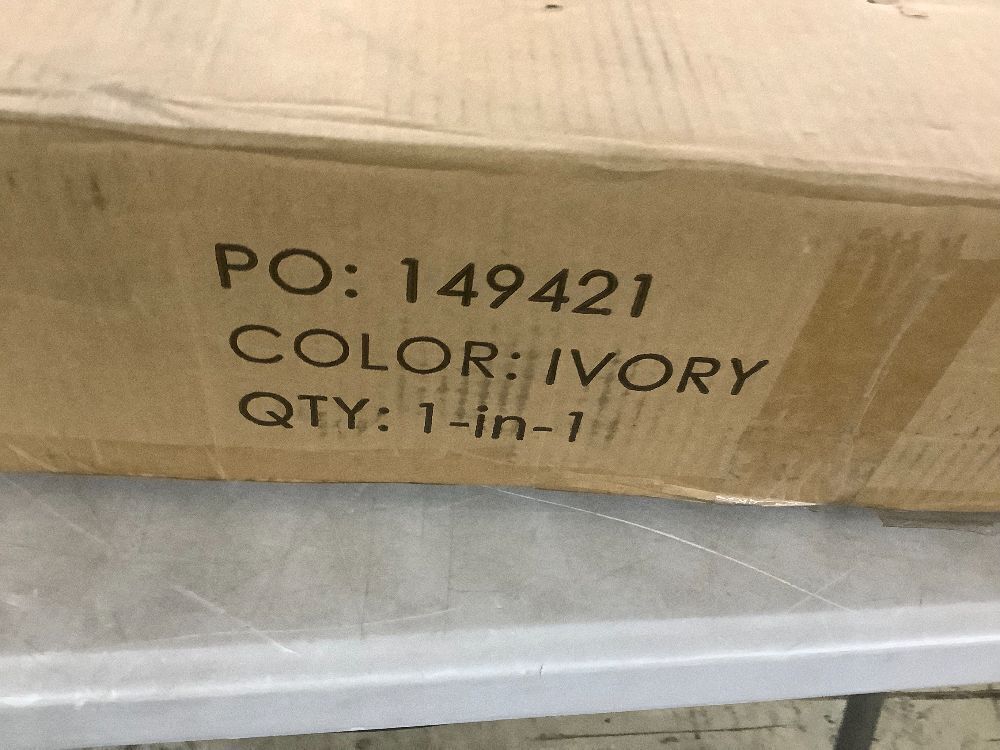 PO: 149421
COLOR: IVORY
QTY: 1-in-1